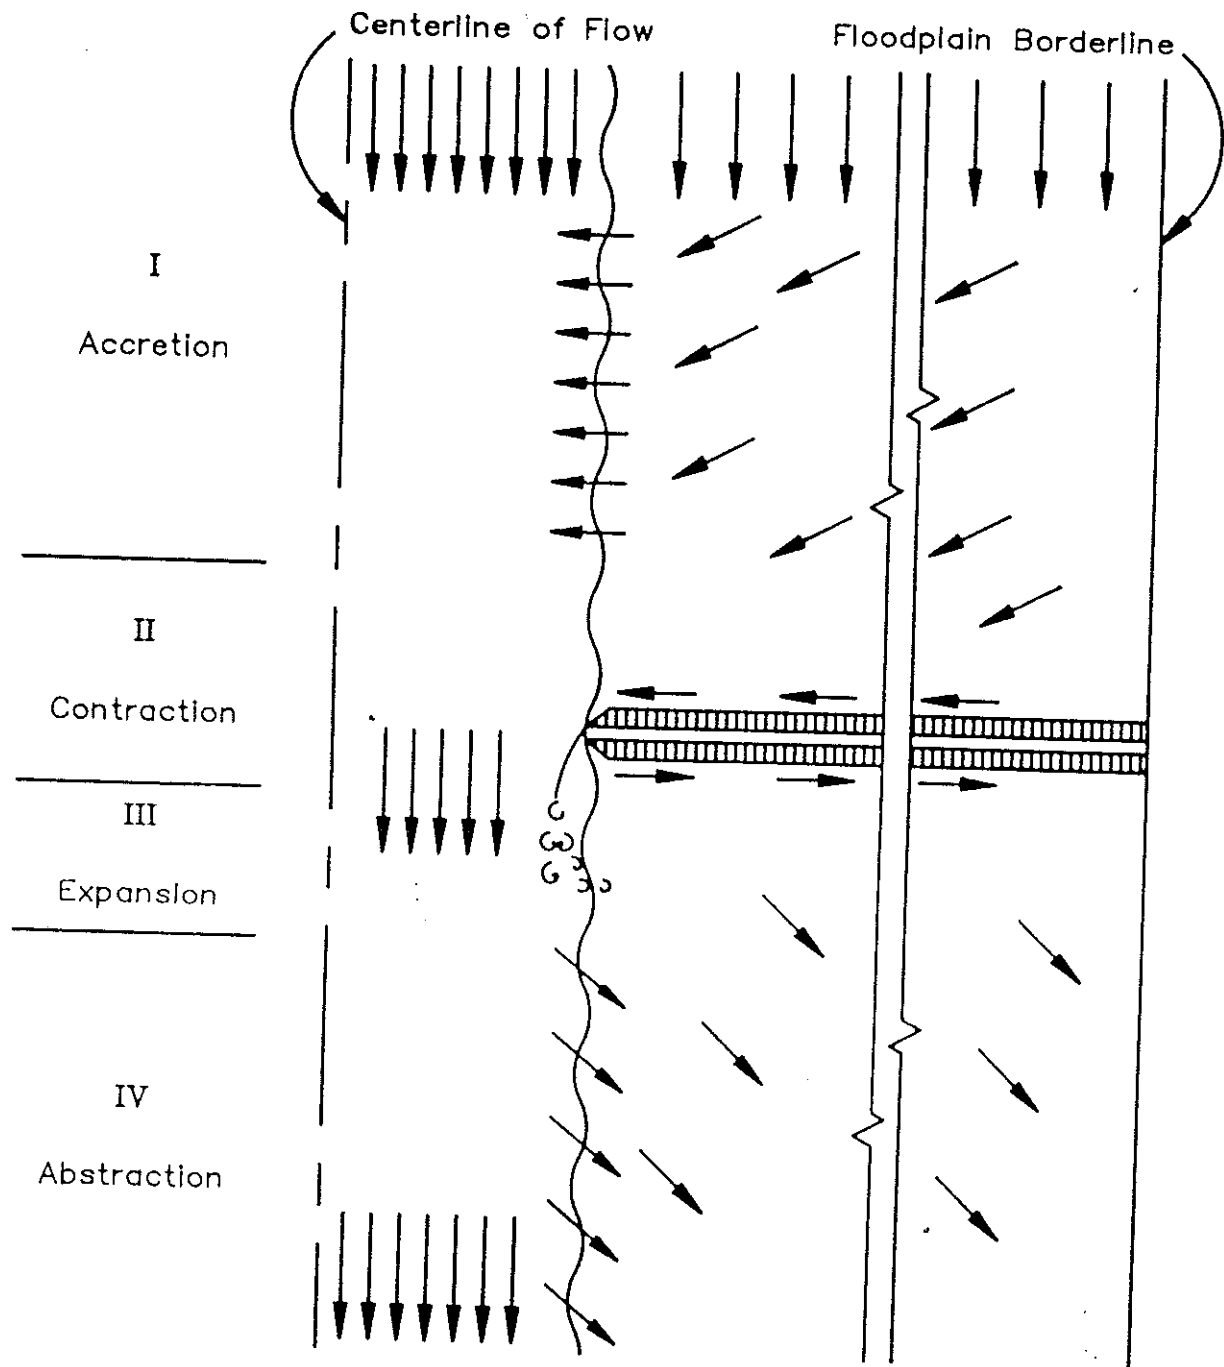 Centerline of Flow
Floodplain Borderline
I
Accretion
II
Contraction
III
Expansion
IV
Abstraction